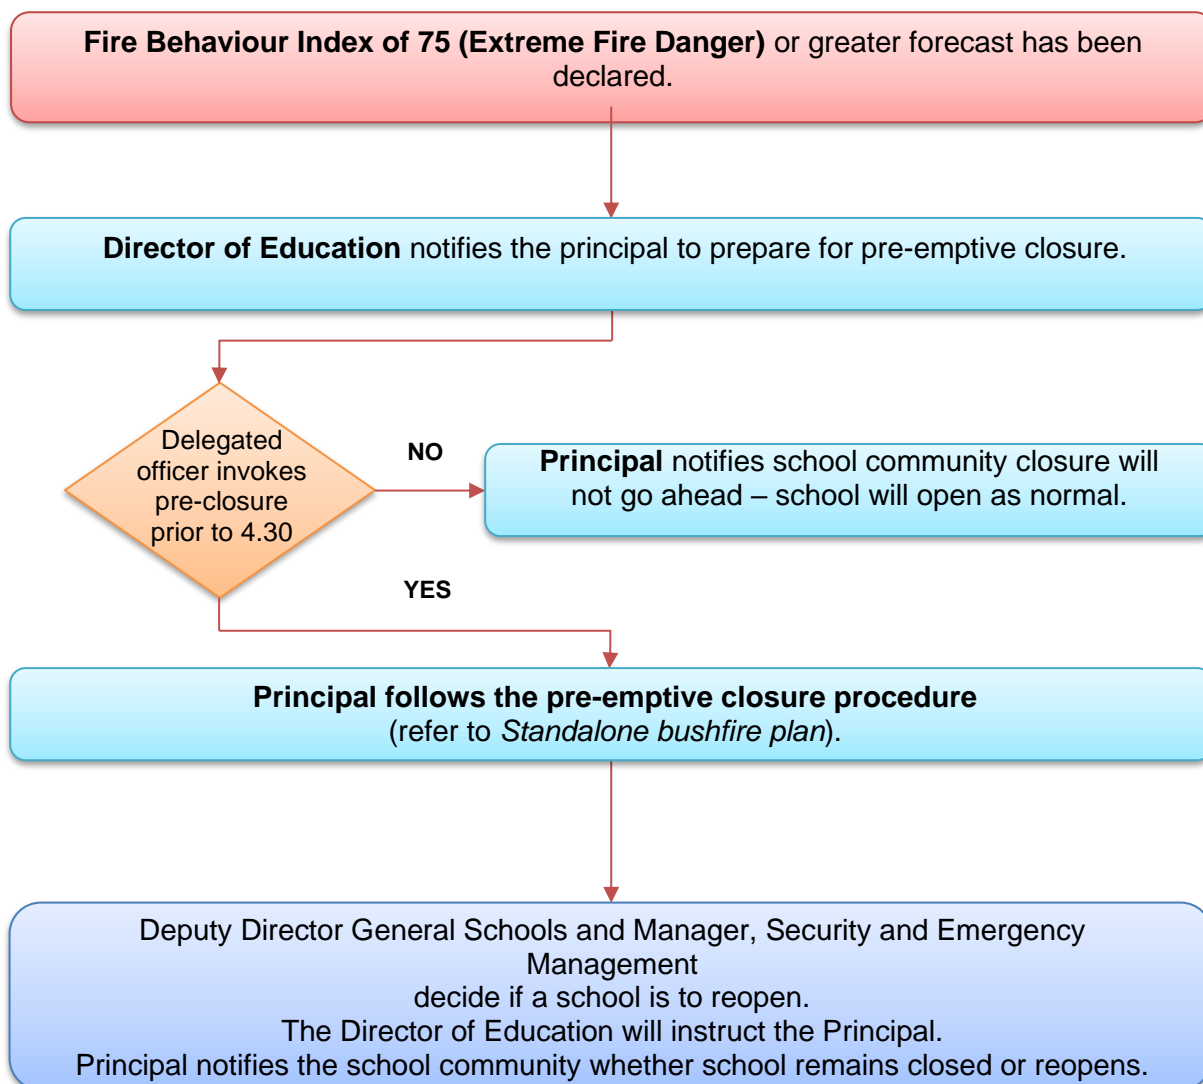 Fire Behaviour Index of 75 (Extreme Fire Danger) or greater forecast has been
declared.
Director of Education notifies the principal to prepare for pre-emptive closure.
Delegated
officer invokes
pre-closure
prior to 4.30
NO
Principal notifies school community closure will
not go ahead – school will open as normal.
YES
Principal follows the pre-emptive closure procedure
(refer to Standalone bushfire plan).
Deputy Director General Schools and Manager, Security and Emergency
Management
decide if a school is to reopen.
The Director of Education will instruct the Principal.
Principal notifies the school community whether school remains closed or reopens.